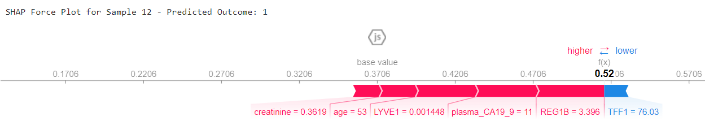 SHAP Force Plot for Sample 12 - Predicted Outcome: 1
js
higher ⇄ lower
base value f(x)
0.1706 0.2206 0.2706 0.3206 0.3706 0.4206 0.4706 0.52 0.5706
creatinine = 0.3619 age = 53 LYVE1 = 0.001448 plasma_CA19_9 = 11 REG1B = 3.396 TFF1 = 76.03